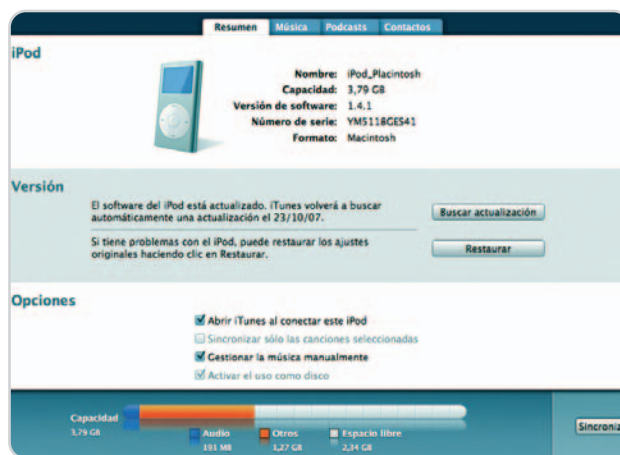 Resumen Música Podcasts Contactos
iPod
Nombre: iPod_Placintosh
Capacidad: 3,79 GB
Versión de software: 1.4.1
Número de serie: YM5118GES41
Formato: Macintosh
Versión
El software del iPod está actualizado. iTunes volverá a buscar
automáticamente una actualización el 23/10/07.
Buscar actualización
Si tiene problemas con el iPod, puede restaurar los ajustes
originales haciendo clic en Restaurar.
Restaurar
Opciones
Abrir iTunes al conectar este iPod
Sincronizar sólo las canciones seleccionadas
Gestionar la música manualmente
Activar el uso como disco
Capacidad
3,79 GB
Audio Otros Espacio libre
191 MB 1,27 GB 2,34 GB
Sincroniz